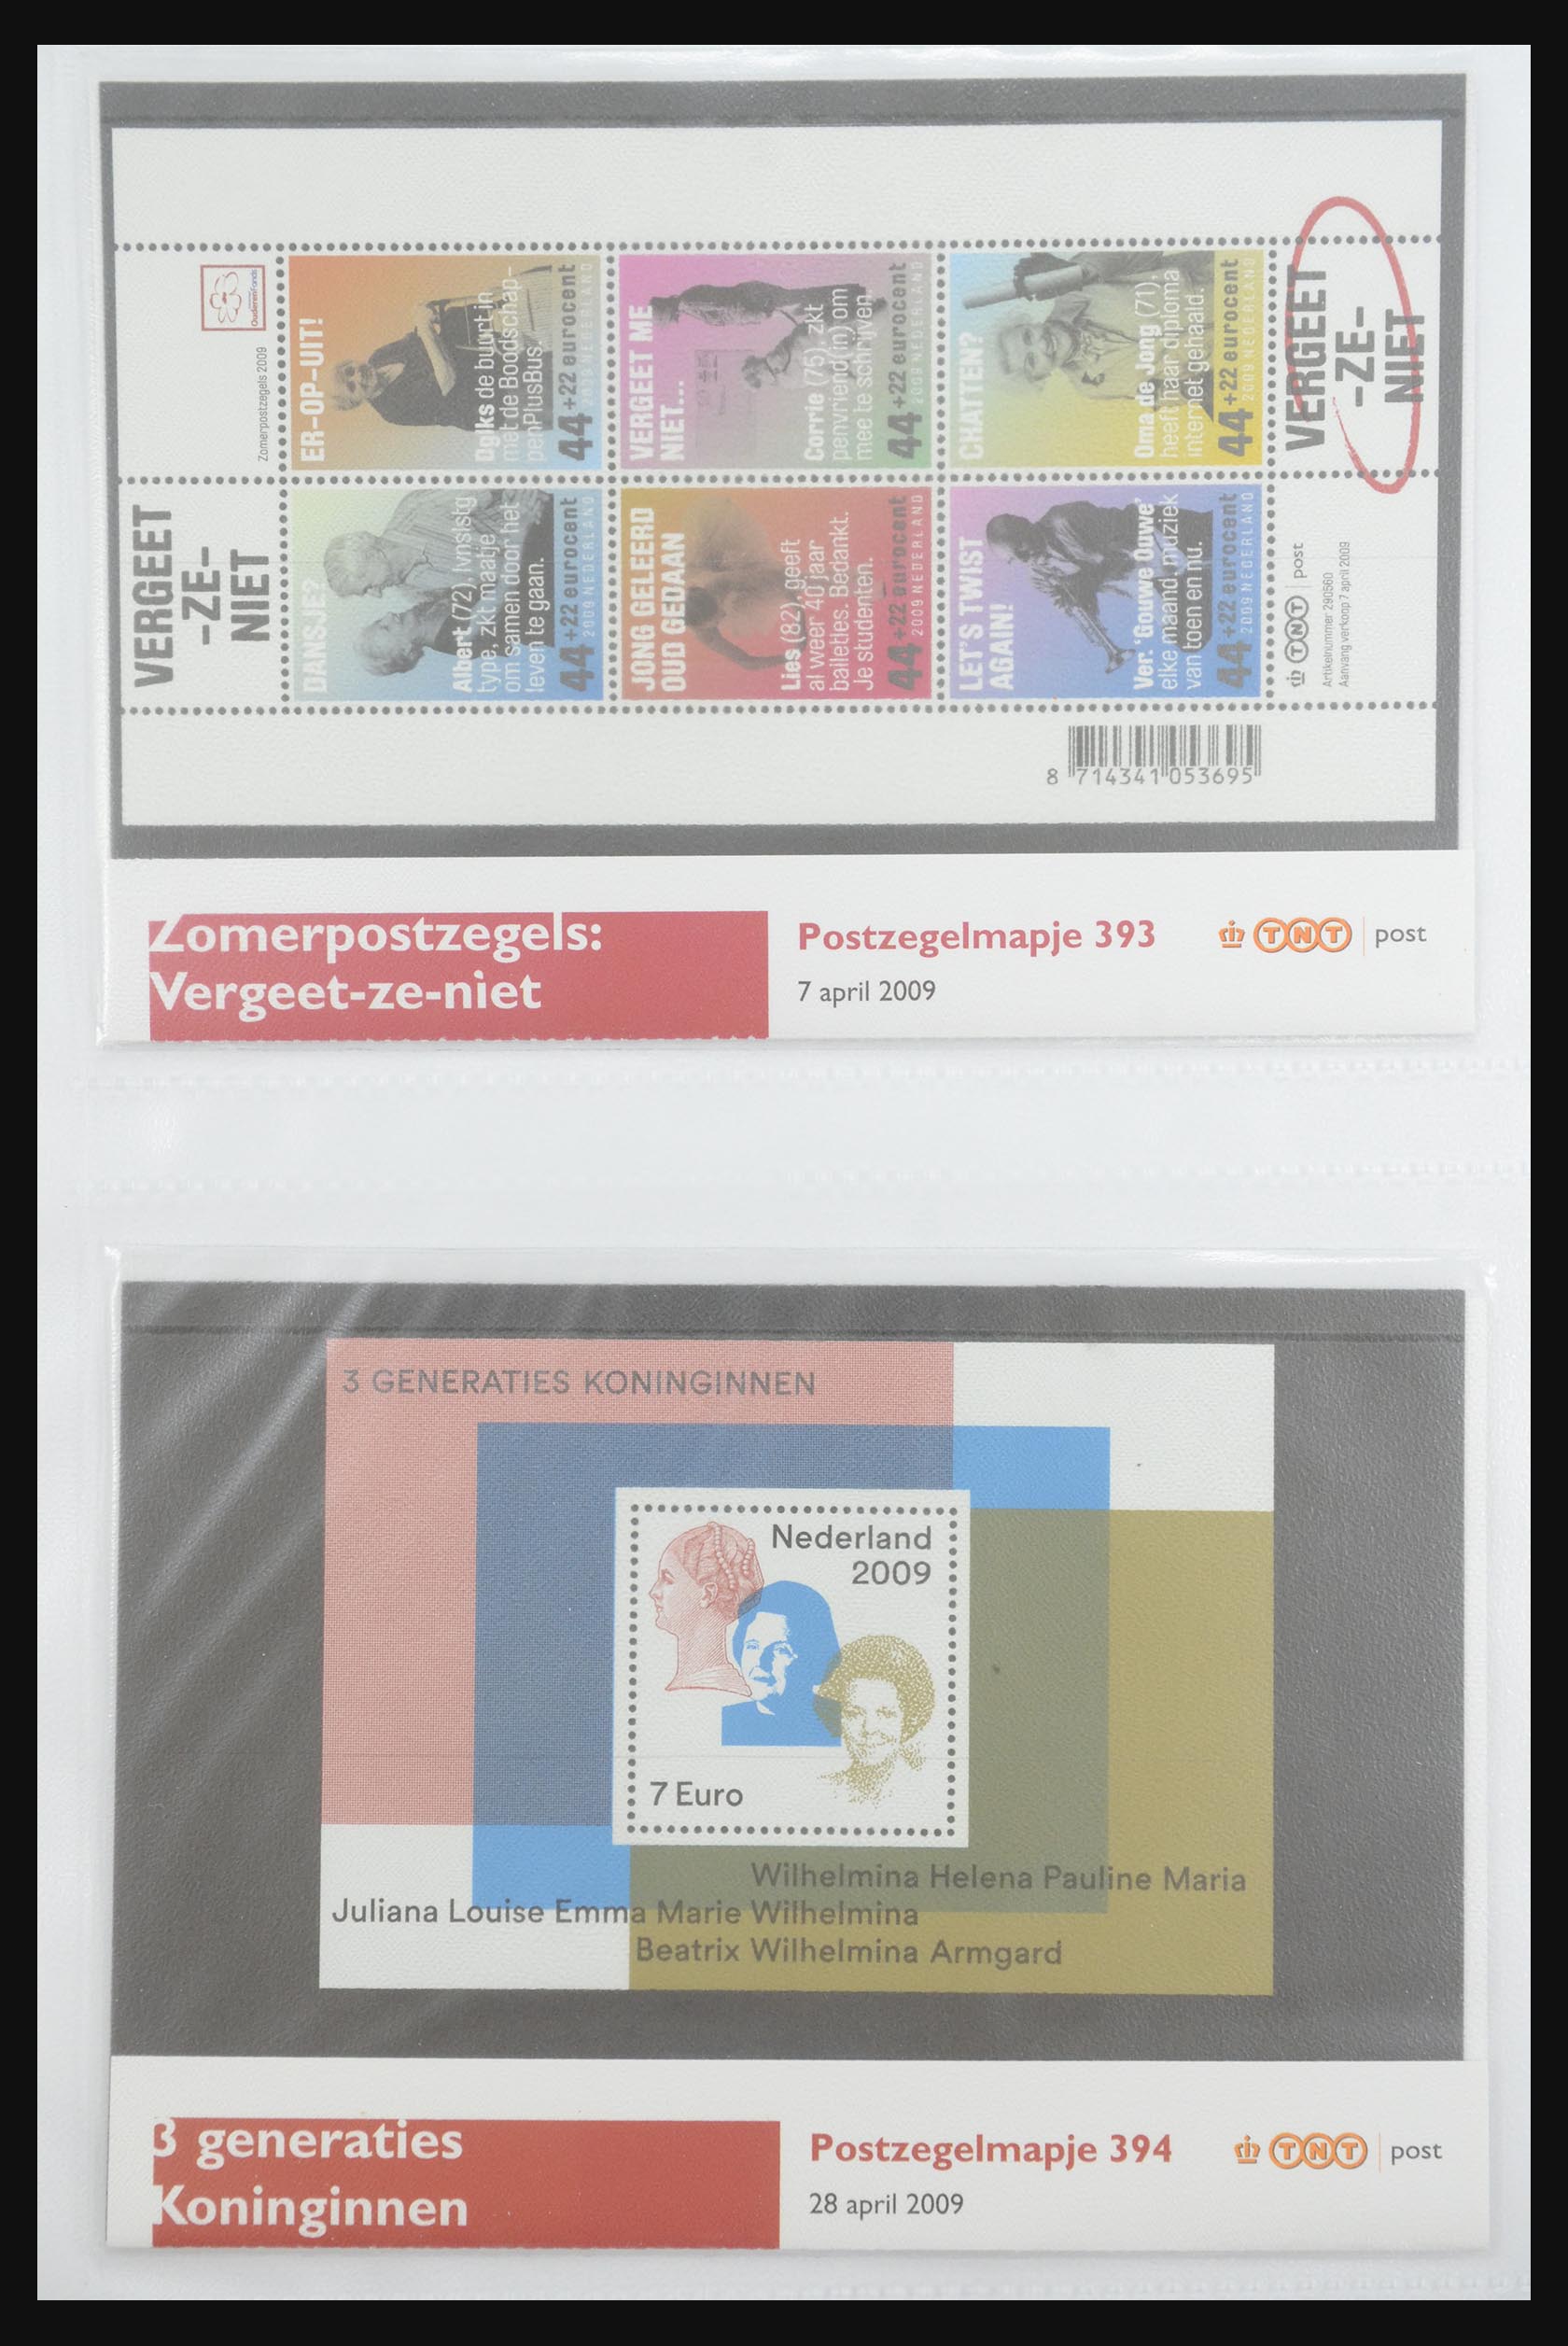 VERGEET
-ZE-
NIET
OuderenFonds
Zomerpostzegels 2009
ER-OP-UIT!
de buurt in
met de Boodschap-
penPlusBus.
44+22 eurocent
2009 NEDERLAND
VERGEET ME
NIET...
Corrie (75), zkt
penvriend(in) om
mee te schrijven.
44+22 eurocent
2009 NEDERLAND
CHATTEN?
Oma de Jong (71),
heeft haar diploma
internet gehaald.
44+22 eurocent
2009 NEDERLAND
VERGEET
-ZE-
NIET
DANSJE?
Albert (72), lvnslstg
type, zkt maatje
om samen door het
leven te gaan.
44+22 eurocent
2009 NEDERLAND
JONG GELEERD
OUD GEDAAN
Lies (82), geeft
al weer 40 jaar
balletles. Bedankt.
Je studenten.
44+22 eurocent
2009 NEDERLAND
LET'S TWIST
AGAIN!
Ver. 'Gouwe Ouwe'
elke maand muziek
van toen en nu.
44+22 eurocent
2009 NEDERLAND
TNT post
Artikelnummer 290560
Aanvang verkoop 7 april 2009
8 714341 053695
Zomerpostzegels:
Vergeet-ze-niet
Postzegelmapje 393
7 april 2009
TNT post
3 GENERATIES KONINGINNEN
Nederland
2009
7 Euro
Wilhelmina Helena Pauline Maria
Juliana Louise Emma Marie Wilhelmina
Beatrix Wilhelmina Armgard
3 generaties
Koninginnen
Postzegelmapje 394
28 april 2009
TNT post